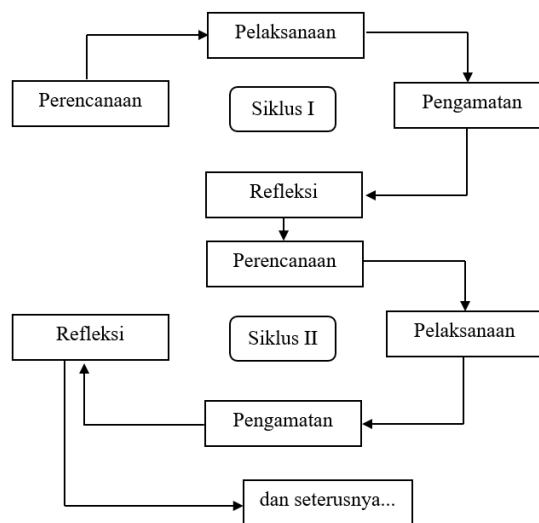 Pelaksanaan
Perencanaan
Siklus I
Pengamatan
Refleksi
Perencanaan
Refleksi
Siklus II
Pelaksanaan
Pengamatan
dan seterusnya...